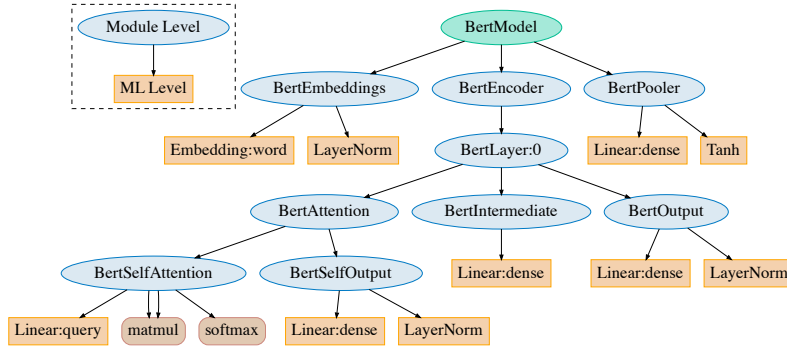 Module Level
ML Level
BertModel
BertEmbeddings
BertEncoder
BertPooler
Embedding:word
LayerNorm
BertLayer:0
Linear:dense
Tanh
BertAttention
BertIntermediate
BertOutput
BertSelfAttention
BertSelfOutput
Linear:dense
Linear:dense
LayerNorm
Linear:query
matmul
softmax
Linear:dense
LayerNorm